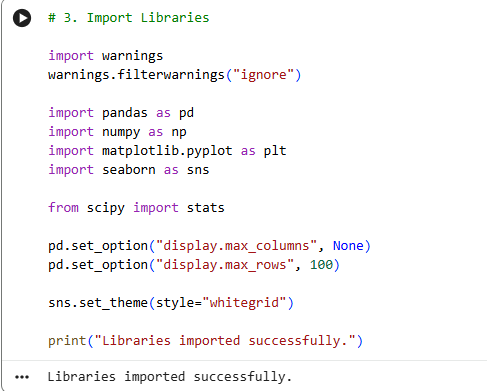 # 3. Import Libraries
import warnings
warnings.filterwarnings("ignore")
import pandas as pd
import numpy as np
import matplotlib.pyplot as plt
import seaborn as sns
from scipy import stats
pd.set_option("display.max_columns", None)
pd.set_option("display.max_rows", 100)
sns.set_theme(style="whitegrid")
print("Libraries imported successfully.")
Libraries imported successfully.